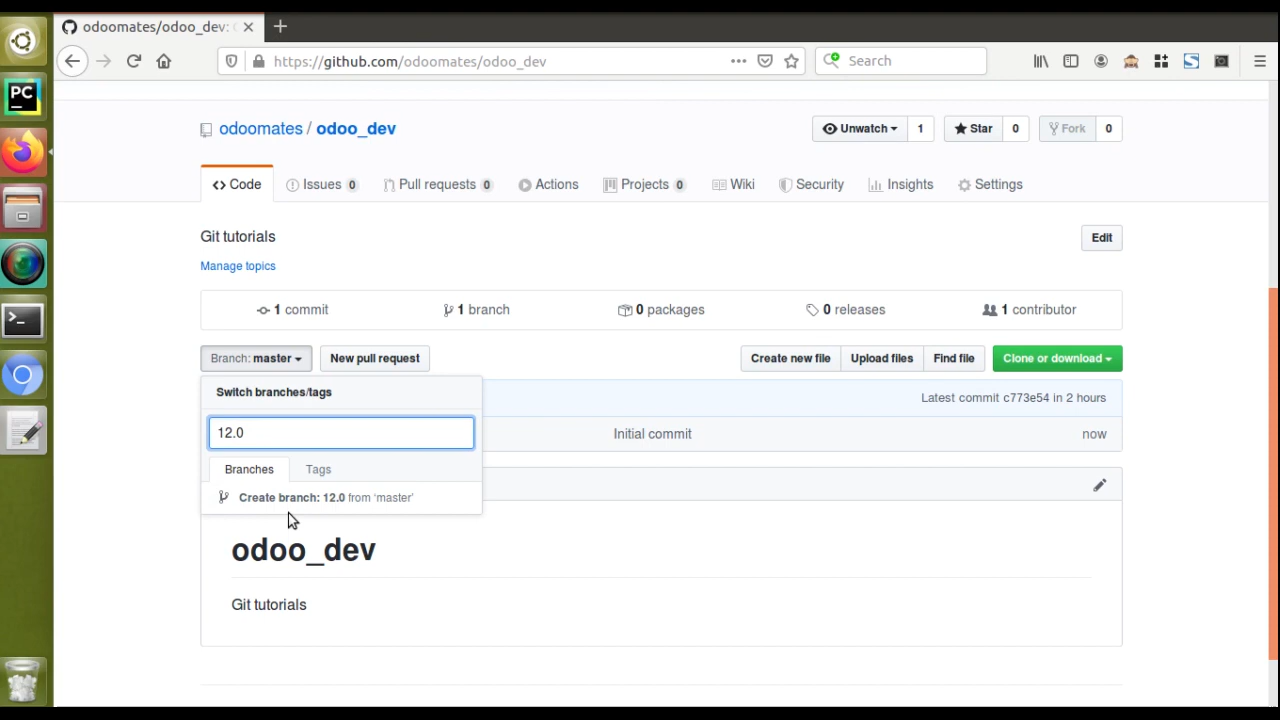 odoomates/odoo_dev:
https://github.com/odoomates/odoo_dev
Search
PC
odoomates / odoo_dev
Unwatch 1
Star 0
Fork 0
Code
Issues 0
Pull requests 0
Actions
Projects 0
Wiki
Security
Insights
Settings
Git tutorials
Edit
Manage topics
1 commit
1 branch
0 packages
0 releases
1 contributor
Branch: master
New pull request
Create new file
Upload files
Find file
Clone or download
Switch branches/tags
Latest commit c773e54 in 2 hours
12.0
Initial commit
now
Branches
Tags
Create branch: 12.0 from ‘master’
odoo_dev
Git tutorials